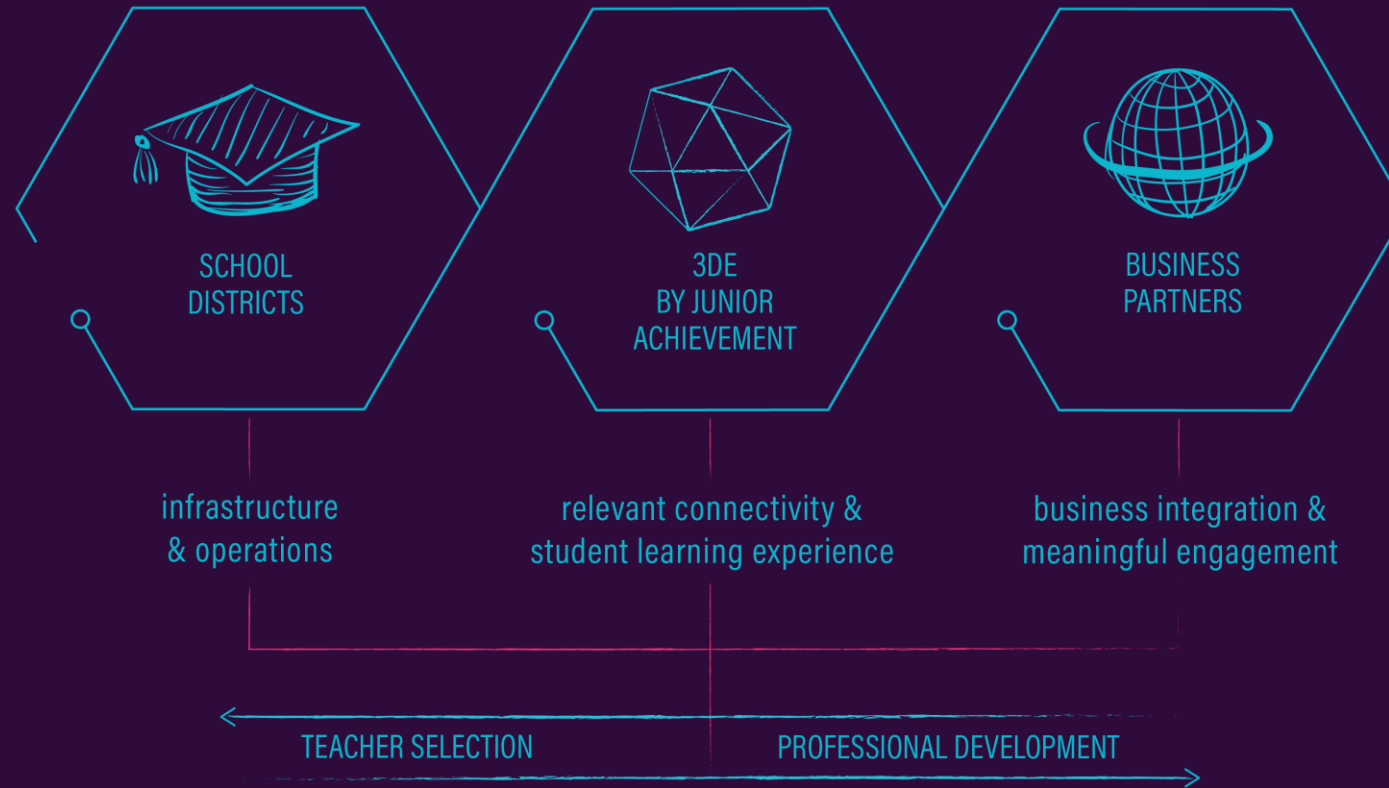 SCHOOL
DISTRICTS
3DE
BY JUNIOR
ACHIEVEMENT
BUSINESS
PARTNERS
infrastructure
& operations
relevant connectivity &
student learning experience
business integration &
meaningful engagement
TEACHER SELECTION
PROFESSIONAL DEVELOPMENT